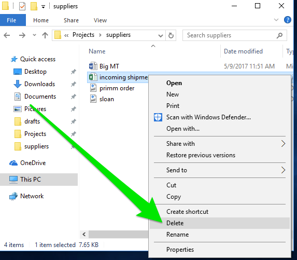 suppliers
« Projects › suppliers
Search suppliers
Quick access
Desktop
Downloads
Documents
Pictures
drafts
Projects
suppliers
OneDrive
This PC
Network
4 items 1 item selected 7.65 KB
Name
Date modified
Big MT 5/9/2017 11:51 AM
incoming shipme
primm order
sloan
Open
New
Print
Scan with Windows Defender...
Open with...
Share with
Restore previous versions
Send to
Cut
Copy
Create shortcut
Delete
Rename
Properties